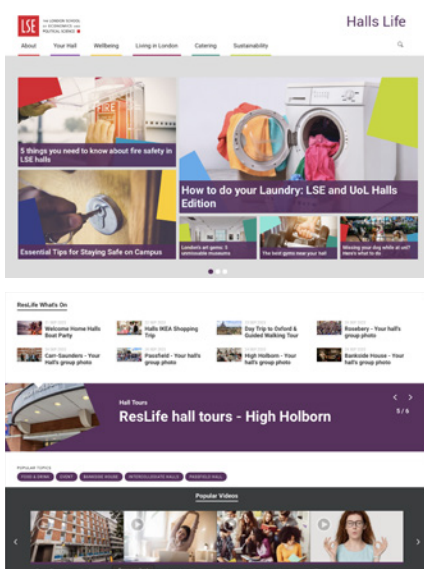 LSE THE LONDON SCHOOL
OF ECONOMICS AND
POLITICAL SCIENCE
Halls Life
About Your Hall Wellbeing Living in London Catering Sustainability
FIRE
5 things you need to know about fire safety in
LSE halls
How to do your Laundry: LSE and UoL Halls
Edition
Essential Tips for Staying Safe on Campus
London's art gems: 5
unmissable museums
The best gyms near your hall
Missing your dog while at uni?
Here's what to do
ResLife What's On
Welcome Home Halls
Boat Party
Halls IKEA Shopping
Trip
Day Trip to Oxford &
Guided Walking Tour
Rosebery - Your hall's
group photo
Carr-Saunders - Your
Hall's group photo
Passfield - Your hall's
group photo
High Holborn - Your
hall's group photo
Bankside House - Your
hall's group photo
Hall Tours
ResLife hall tours - High Holborn
5 / 6
POPULAR TOPICS
FOOD & DRINK EVENT BANKSIDE HOUSE INTERCOLLEGIATE HALLS PASSFIELD HALL
Popular Videos